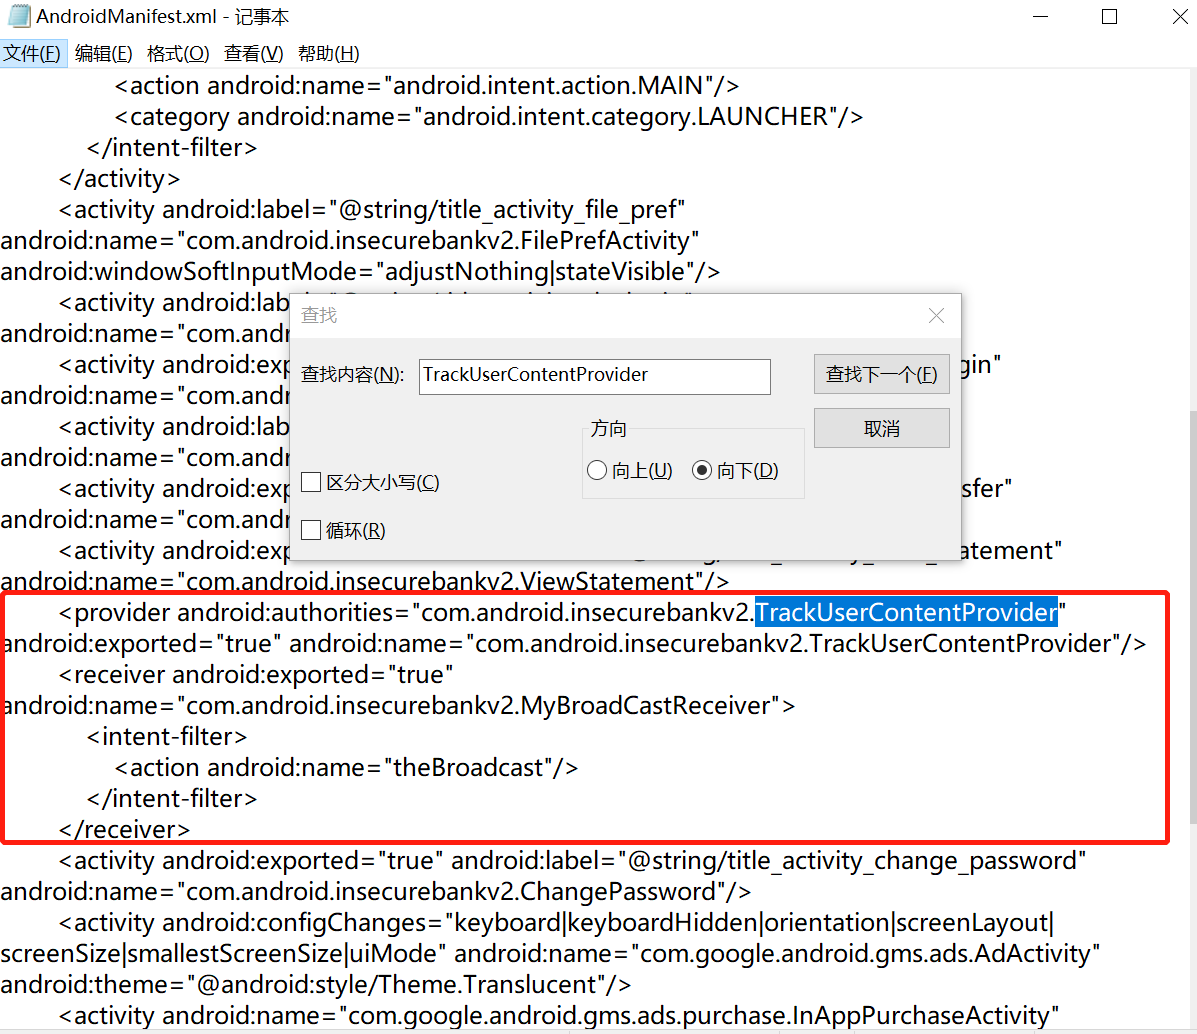 AndroidManifest.xml - 记事本
文件(F) 编辑(E) 格式(O) 查看(V) 帮助(H)
<action android:name="android.intent.action.MAIN"/>
<category android:name="android.intent.category.LAUNCHER"/>
</intent-filter>
</activity>
<activity android:label="@string/title_activity_file_pref"
android:name="com.android.insecurebankv2.FilePrefActivity"
android:windowSoftInputMode="adjustNothing|stateVisible"/>
<activity android:lab
android:name="com.andr
<activity android:exp gin"
android:name="com.andr
<activity android:lab
android:name="com.andr
<activity android:exp sfer"
android:name="com.andr
<activity android:exp atement"
android:name="com.android.insecurebankv2.ViewStatement"/>
查找
查找内容(N): TrackUserContentProvider 查找下一个(F)
取消
方向
向上(U) 向下(D)
区分大小写(C)
循环(R)
<provider android:authorities="com.android.insecurebankv2.TrackUserContentProvider"
android:exported="true" android:name="com.android.insecurebankv2.TrackUserContentProvider"/>
<receiver android:exported="true"
android:name="com.android.insecurebankv2.MyBroadCastReceiver">
<intent-filter>
<action android:name="theBroadcast"/>
</intent-filter>
</receiver>
<activity android:exported="true" android:label="@string/title_activity_change_password"
android:name="com.android.insecurebankv2.ChangePassword"/>
<activity android:configChanges="keyboard|keyboardHidden|orientation|screenLayout|
screenSize|smallestScreenSize|uiMode" android:name="com.google.android.gms.ads.AdActivity"
android:theme="@android:style/Theme.Translucent"/>
<activity android:name="com.google.android.gms.ads.purchase.InAppPurchaseActivity"